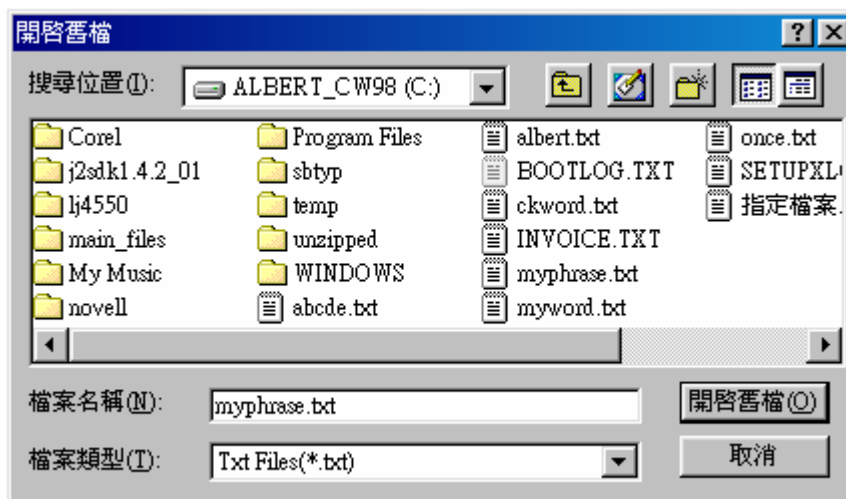 開啓舊檔
搜尋位置(I): ALBERT_CW98 (C:)
Corel Program Files albert.txt once.txt
j2sdk1.4.2_01 sbtyp BOOTLOG.TXT SETUPXL
lj4550 temp ckword.txt 指定檔案.
main_files unzipped INVOICE.TXT
My Music WINDOWS myphrase.txt
novell abcde.txt myword.txt
檔案名稱(N): myphrase.txt 開啓舊檔(O)
檔案類型(T): Txt Files(*.txt) 取消